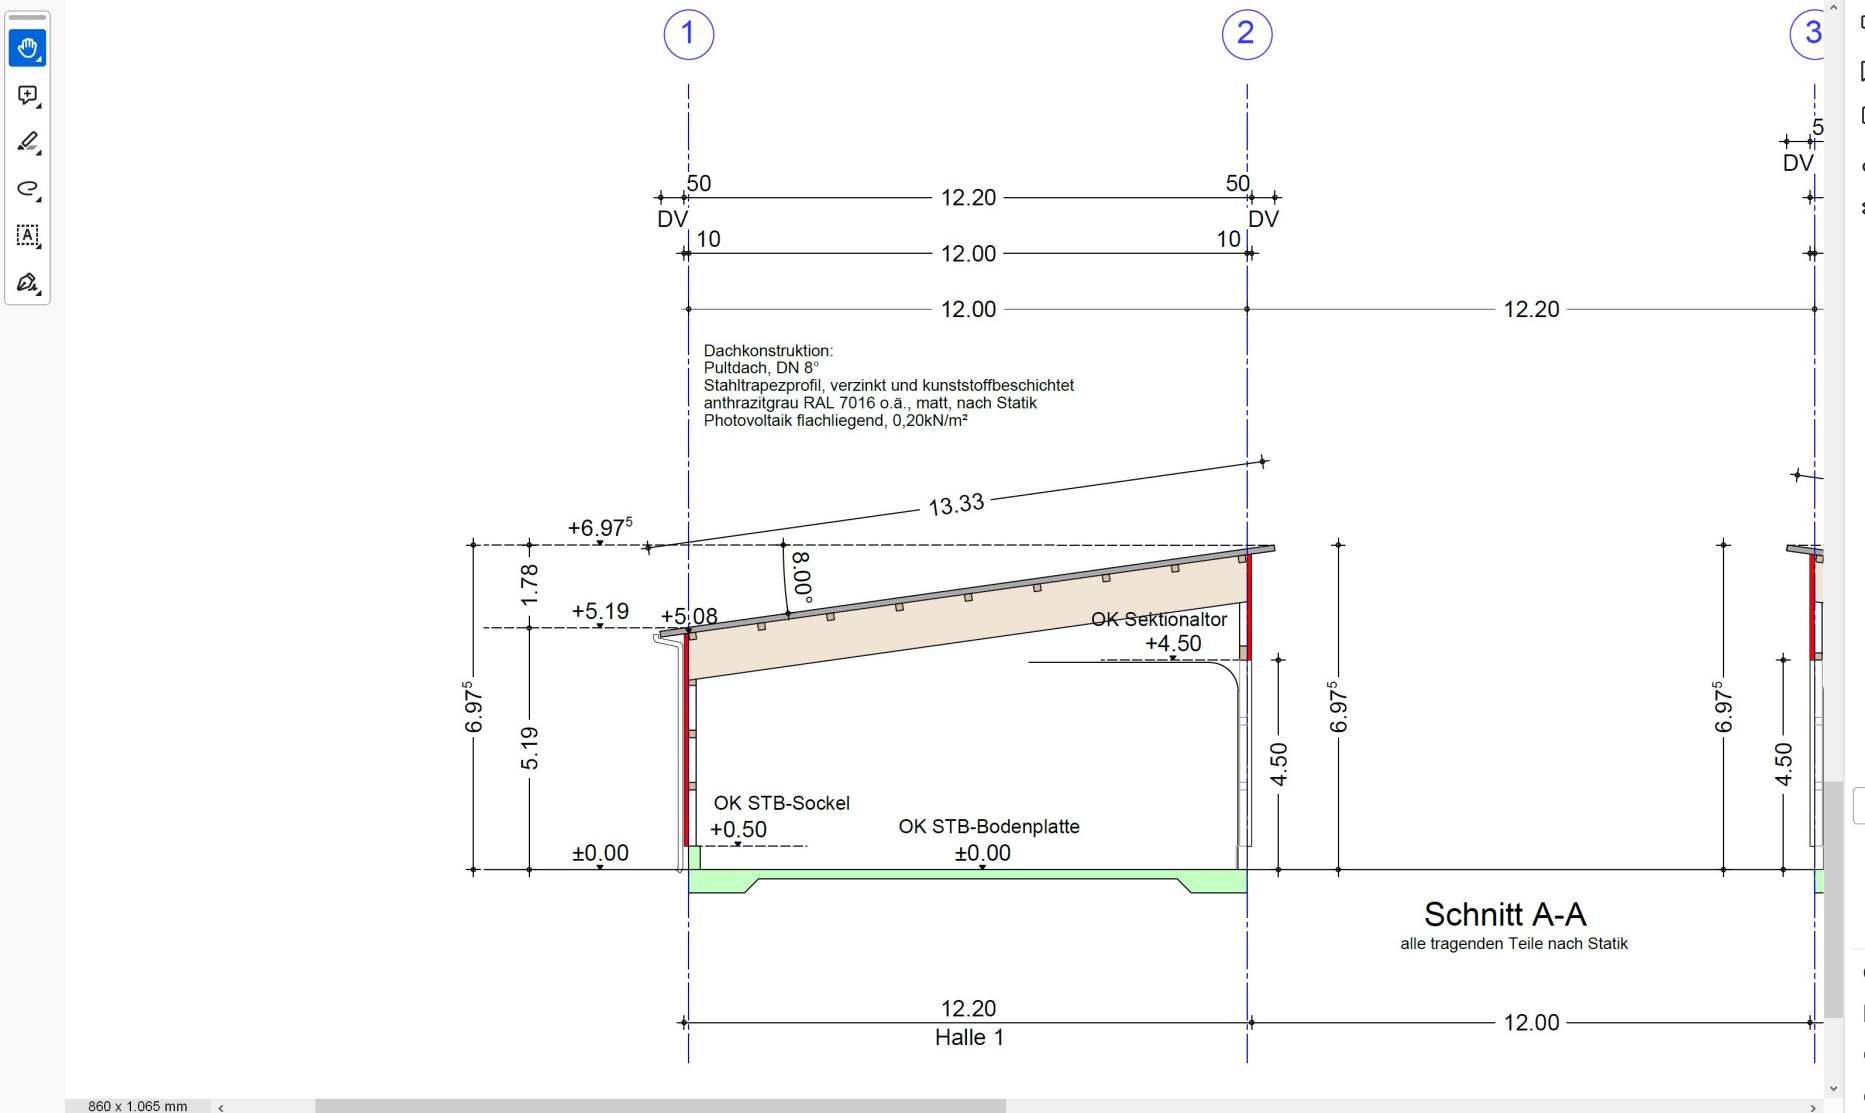 1
2
3
5
DV
50
12.20
50
DV
DV
10
12.00
10
12.00
12.20
Dachkonstruktion:
Pultdach, DN 8°
Stahltrapezprofil, verzinkt und kunststoffbeschichtet
anthrazitgrau RAL 7016 o.ä., matt, nach Statik
Photovoltaik flachliegend, 0,20kN/m²
13.33
+6.97⁵
8.00°
1.78
+5.19
+5.08
OK Sektionaltor
+4.50
6.97⁵
5.19
4.50
6.97⁵
6.97⁵
4.50
OK STB-Sockel
+0.50
OK STB-Bodenplatte
±0.00
±0.00
Schnitt A-A
alle tragenden Teile nach Statik
12.20
Halle 1
12.00
860 x 1.065 mm